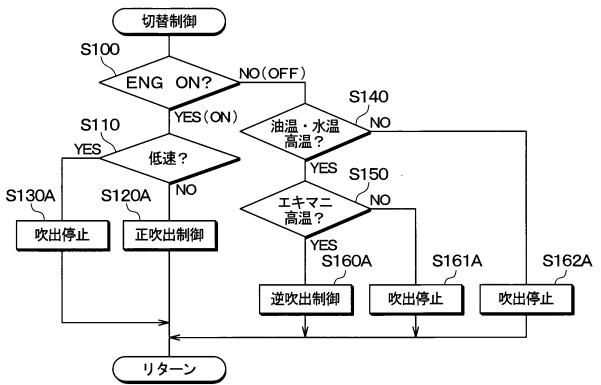 切替制御
S100
ENG ON?
NO(OFF)
YES(ON)
S140
油温・水温
高温?
NO
YES
S110
YES
低速?
NO
S150
エキマニ
高温?
NO
YES
S130A
吹出停止
S120A
正吹出制御
S160A
逆吹出制御
S161A
吹出停止
S162A
吹出停止
リターン